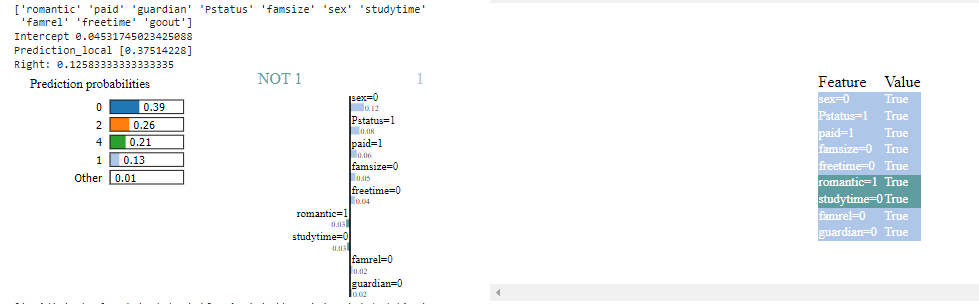 ['romantic' 'paid' 'guardian' 'Pstatus' 'famsize' 'sex' 'studytime'
'famrel' 'freetime' 'goout']
Intercept 0.04531745023425088
Prediction_local [0.37514228]
Right: 0.12583333333333335
Prediction probabilities
0 0.39
2 0.26
4 0.21
1 0.13
Other 0.01
NOT 1 1
sex=0
0.12
Pstatus=1
0.08
paid=1
0.06
famsize=0
0.05
freetime=0
0.04
romantic=1
0.03
studytime=0
0.03
famrel=0
0.02
guardian=0
0.02
Feature Value
sex=0 True
Pstatus=1 True
paid=1 True
famsize=0 True
freetime=0 True
romantic=1 True
studytime=0 True
famrel=0 True
guardian=0 True